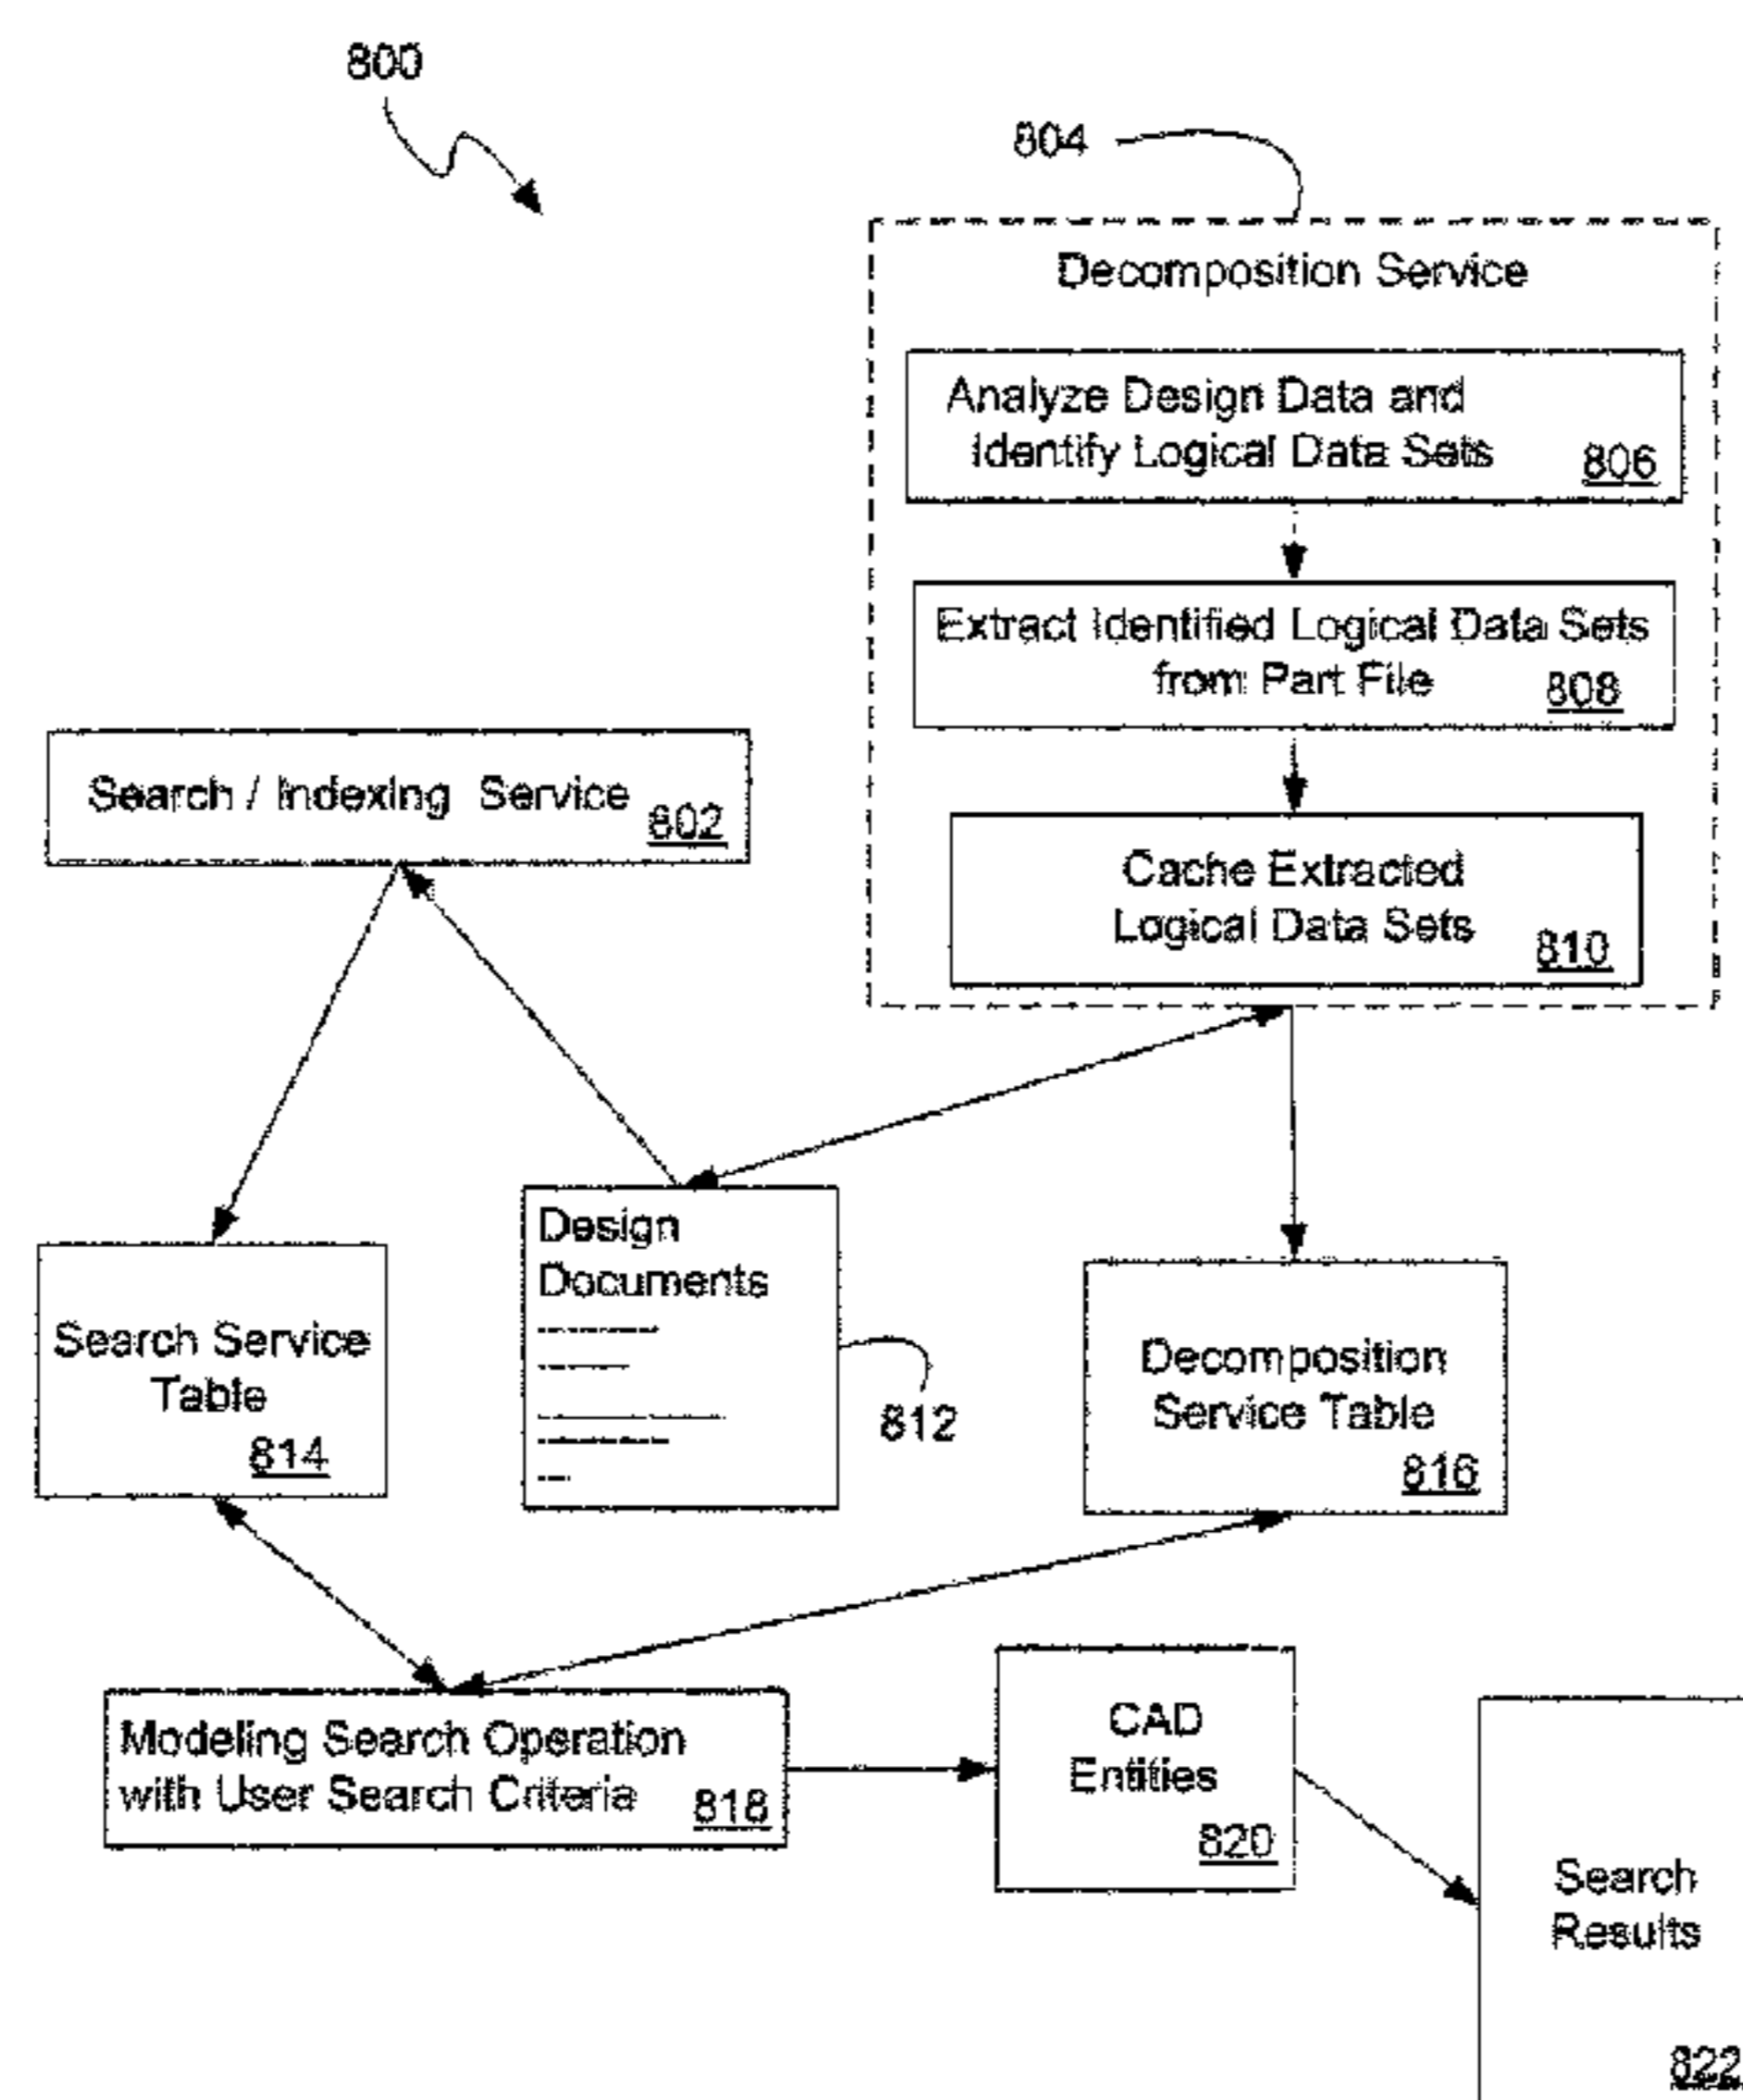 800
804
Decomposition Service
Analyze Design Data and
Identify Logical Data Sets 806
Extract Identified Logical Data Sets
from Part File 808
Search / Indexing Service 802
Cache Extracted
Logical Data Sets 810
Design
Documents
812
Search Service
Table
814
Decomposition
Service Table
816
Modeling Search Operation
with User Search Criteria 818
CAD
Entities
820
Search
Results
822